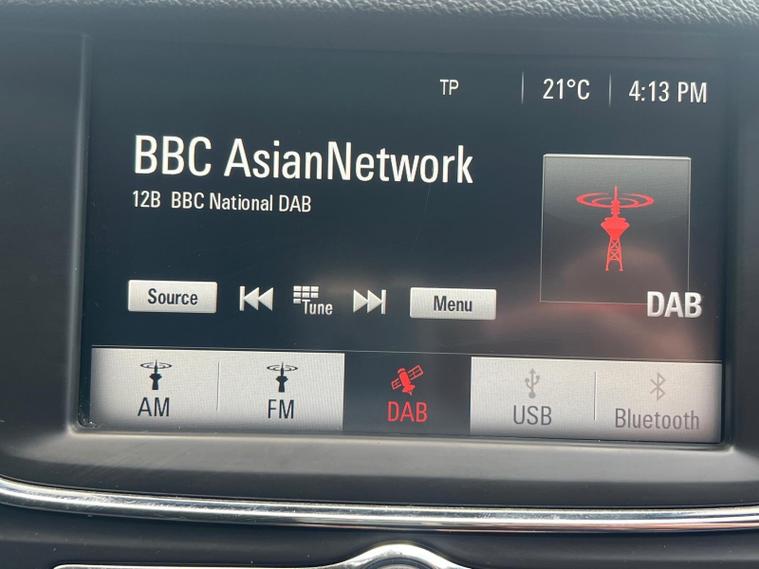 TP 21°C 4:13 PM
BBC AsianNetwork
12B BBC National DAB
DAB
Source Tune Menu
AM FM DAB USB Bluetooth